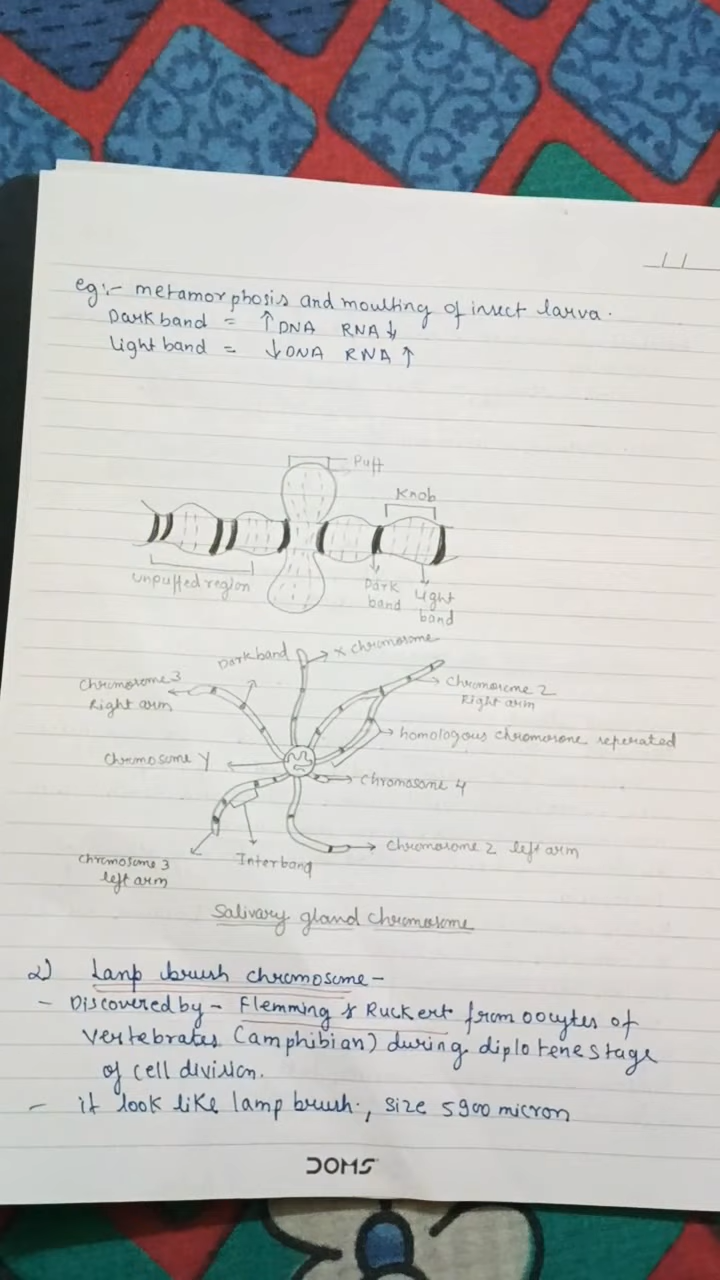 eg:- metamorphosis and moulting of insect larva.
Dark band = ↑ DNA RNA ↓
light band = ↓ DNA RNA ↑
Puff
Knob
unpuffed region
Dark
band
light
band
Dark band
X chromosome
Chromosome 3
Right arm
Chromosome 2
Right arm
homologous chromosone seperated
Chromosome Y
Chromosome 4
Chromosome 2 left arm
Chromosome 3
left arm
Interband
Salivary gland chromosome
2) Lamp brush chromosome -
- Discovered by - Flemming & Ruckert from oocytes of
vertebrates (amphibian) during diplotene stage
of cell division.
- it look like lamp brush, size 5900 micron
DOMS